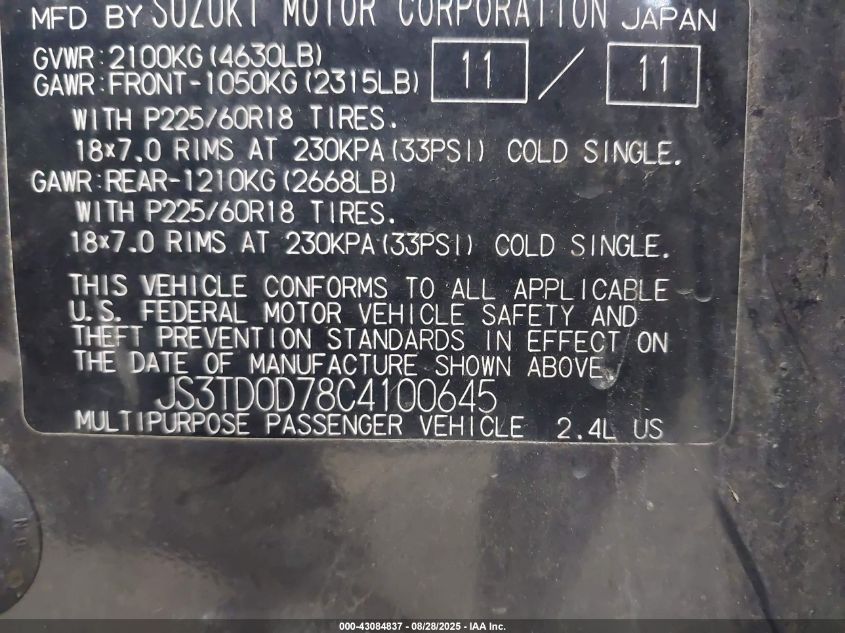 MFD BY SUZUKI MOTOR CORPORATION JAPAN
GVWR:2100KG(4630LB)
GAWR:FRONT-1050KG(2315LB) 11 / 11
WITH P225/60R18 TIRES.
18×7.0 RIMS AT 230KPA(33PSI) COLD SINGLE.
GAWR:REAR-1210KG(2668LB)
WITH P225/60R18 TIRES.
18×7.0 RIMS AT 230KPA(33PSI) COLD SINGLE.
THIS VEHICLE CONFORMS TO ALL APPLICABLE
U.S. FEDERAL MOTOR VEHICLE SAFETY AND
THEFT PREVENTION STANDARDS IN EFFECT ON
THE DATE OF MANUFACTURE SHOWN ABOVE.
JS3TD0D78C4100645
MULTIPURPOSE PASSENGER VEHICLE 2.4L US
000-43084837 - 08/28/2025 - IAA Inc.